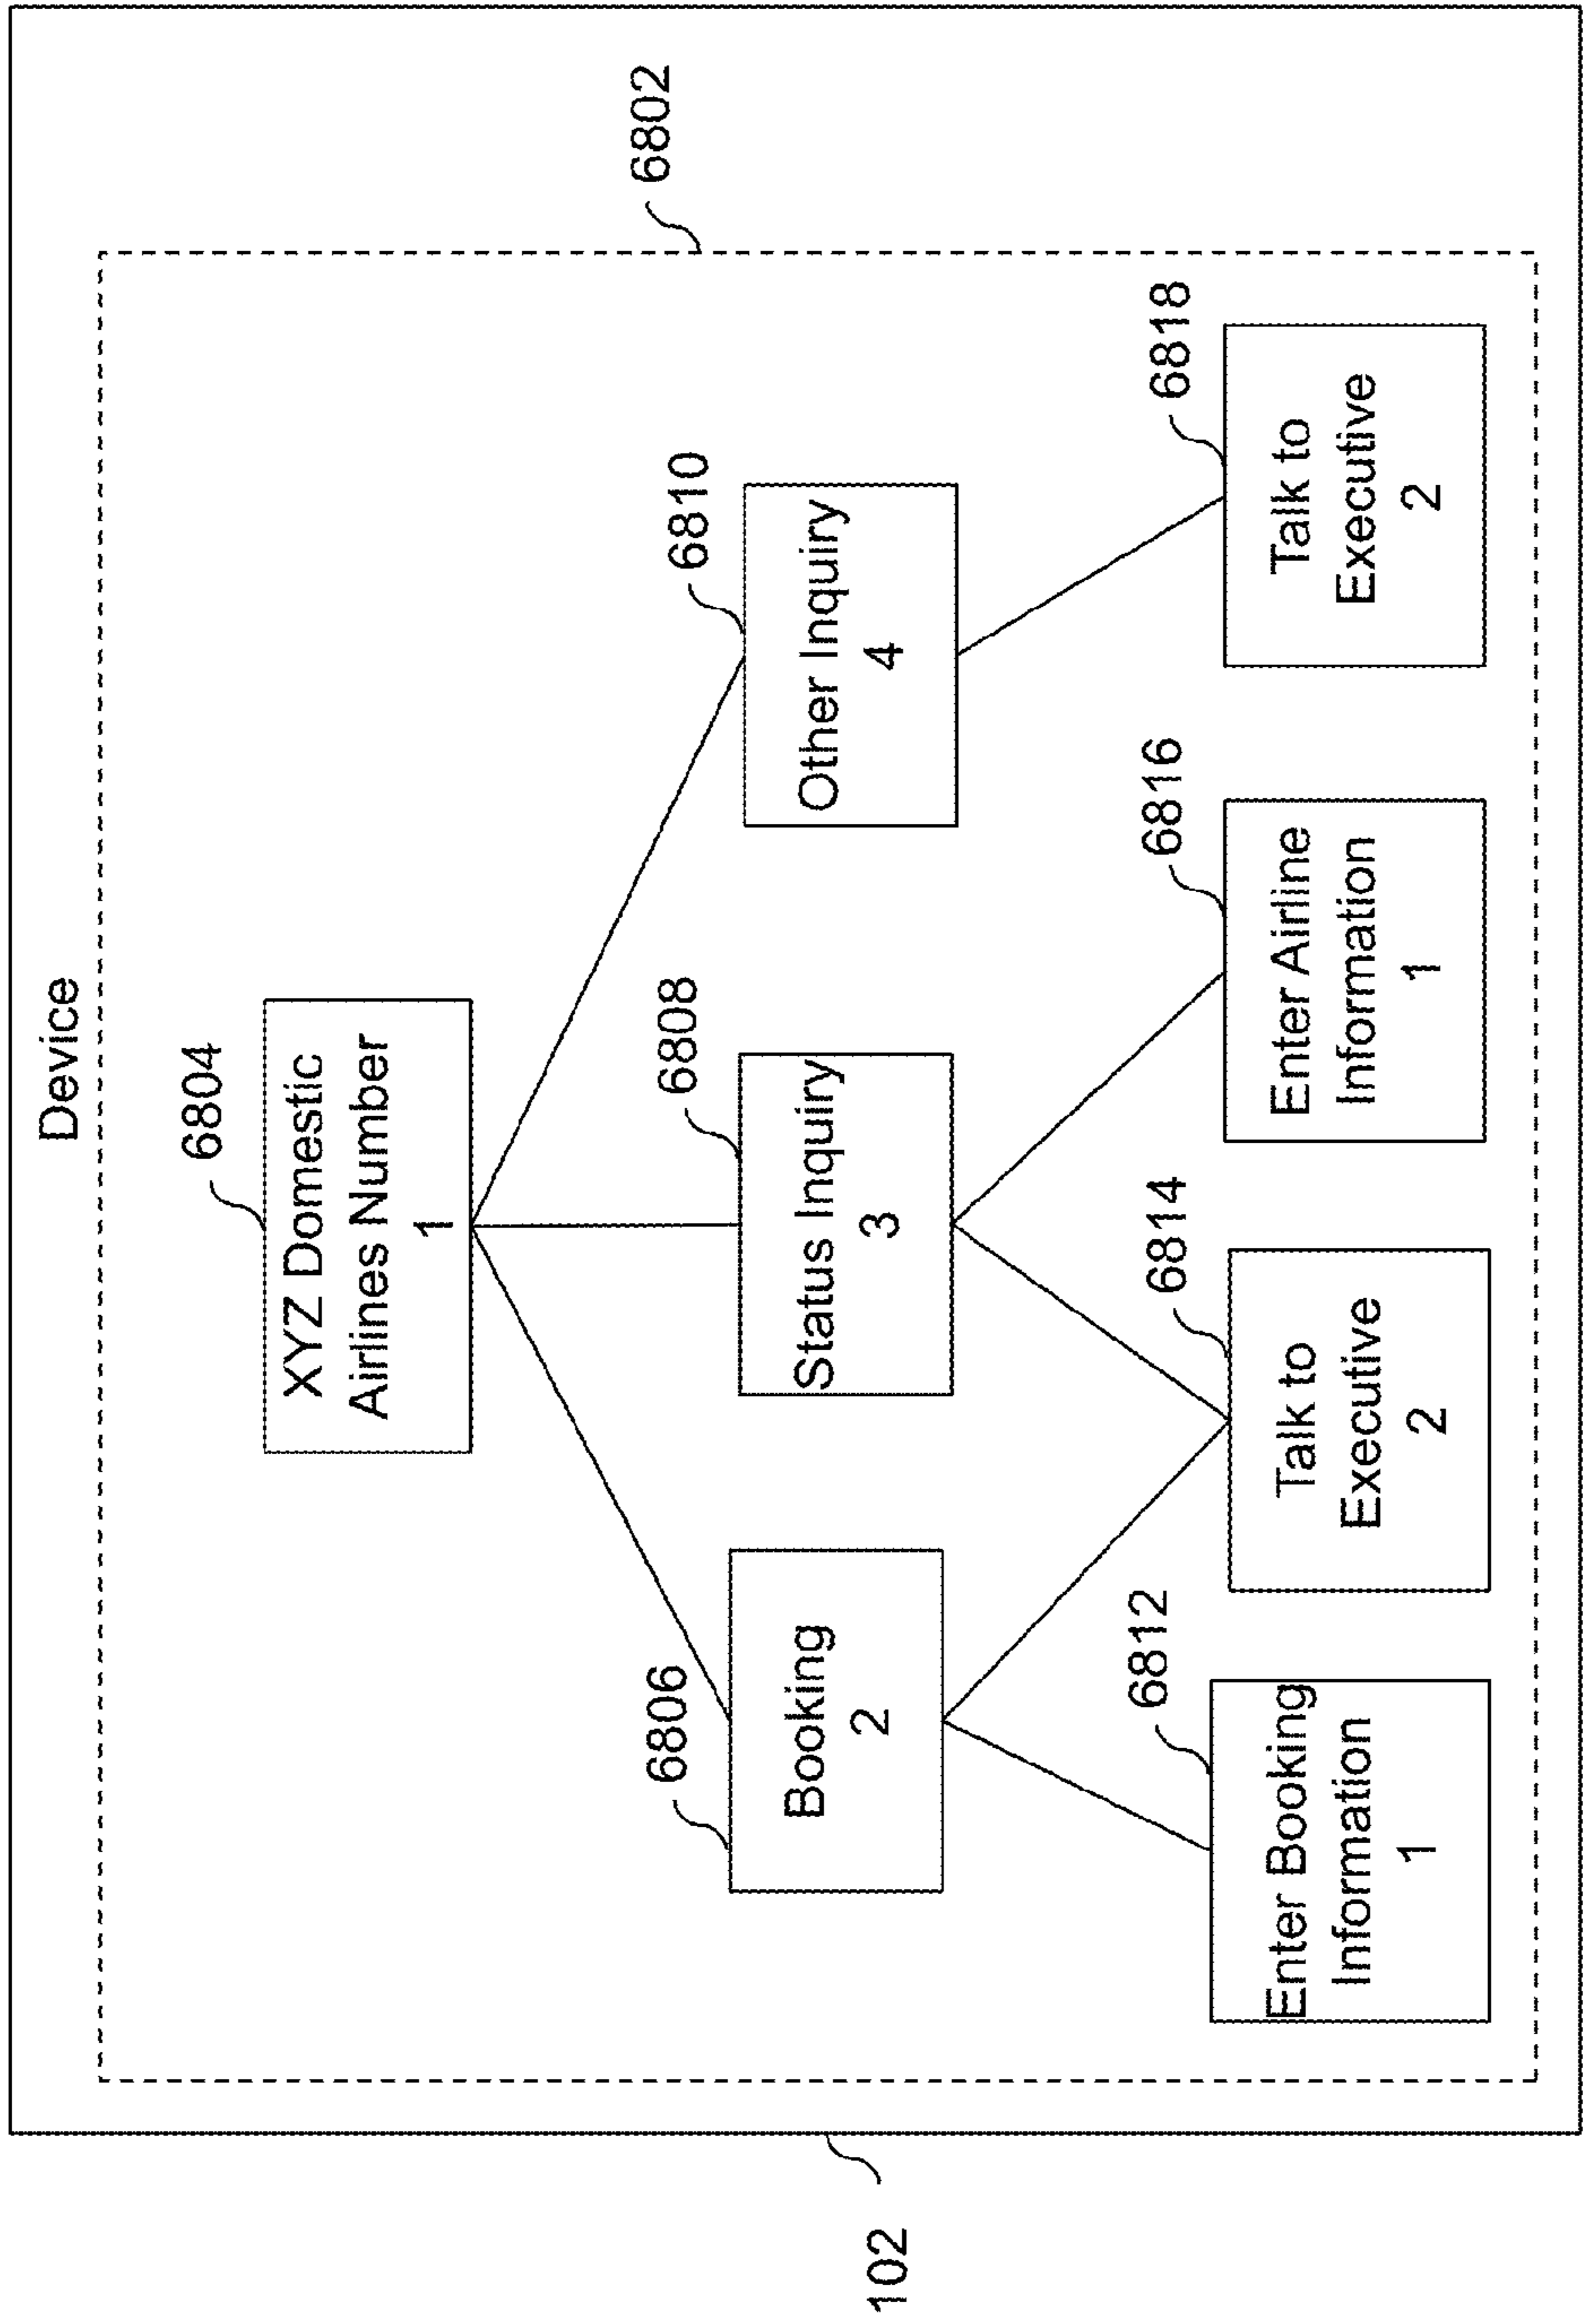 Device
6802
6804
XYZ Domestic
Airlines Number
1
6806
Booking
2
6808
Status Inquiry
3
6810
Other Inquiry
4
6812
Enter Booking
Information
1
6814
Talk to
Executive
2
6816
Enter Airline
Information
1
6818
Talk to
Executive
2
102